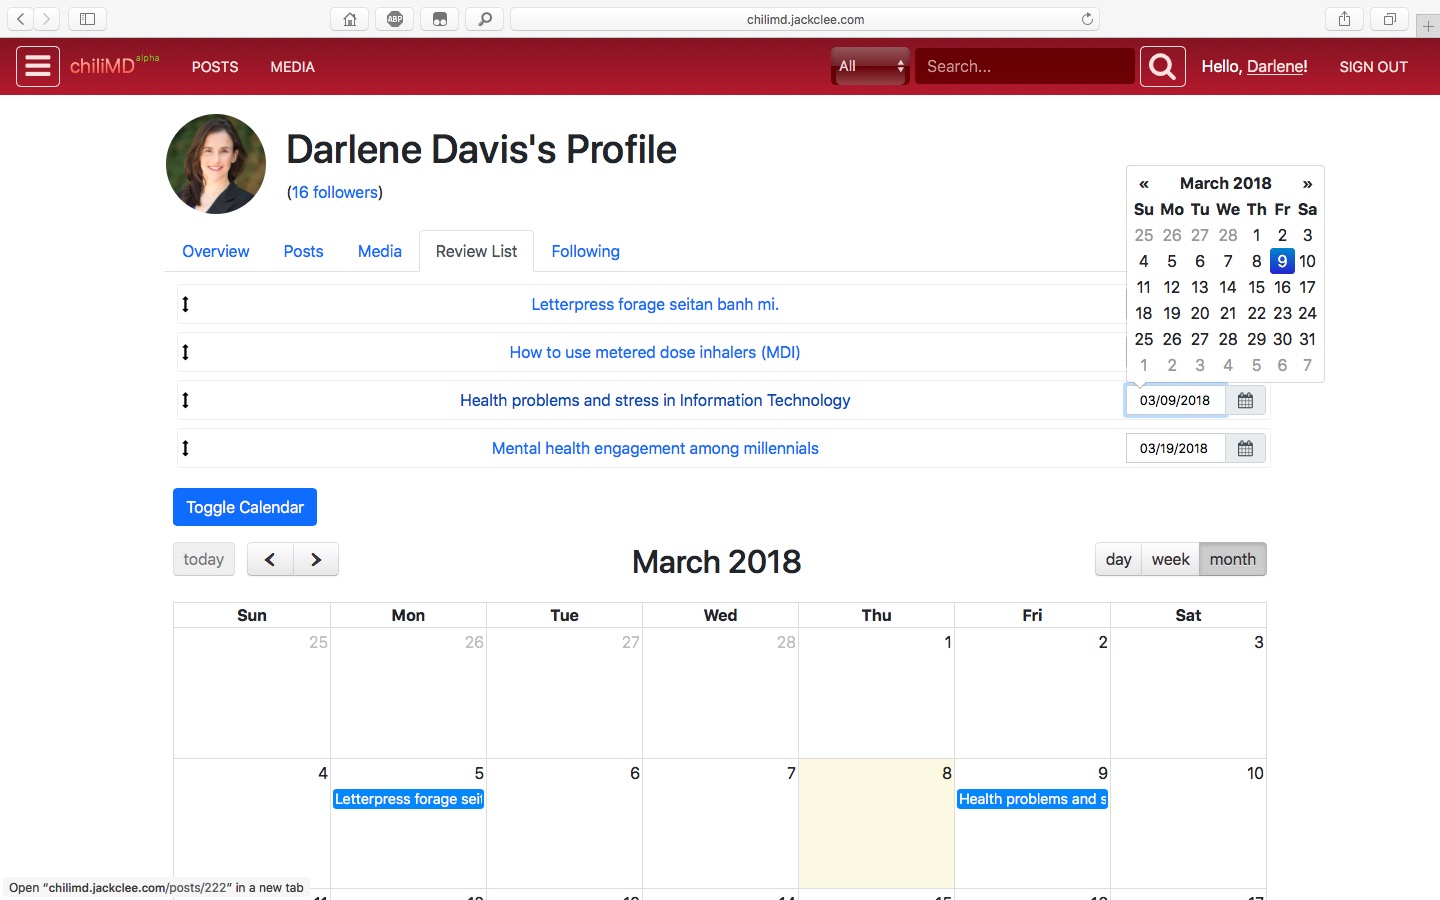 ABP
chilimd.jackclee.com
chiliMD alpha
POSTS
MEDIA
All
Search...
Hello, Darlene!
SIGN OUT
Darlene Davis's Profile
(16 followers)
Overview
Posts
Media
Review List
Following
« March 2018 »
Su Mo Tu We Th Fr Sa
25 26 27 28 1 2 3
4 5 6 7 8 9 10
11 12 13 14 15 16 17
18 19 20 21 22 23 24
25 26 27 28 29 30 31
1 2 3 4 5 6 7
Letterpress forage seitan banh mi.
How to use metered dose inhalers (MDI)
Health problems and stress in Information Technology
03/09/2018
Mental health engagement among millennials
03/19/2018
Toggle Calendar
today
March 2018
day week month
Sun Mon Tue Wed Thu Fri Sat
25 26 27 28 1 2 3
4 5 6 7 8 9 10
Letterpress forage sei
Health problems and s
Open “chilimd.jackclee.com/posts/222” in a new tab